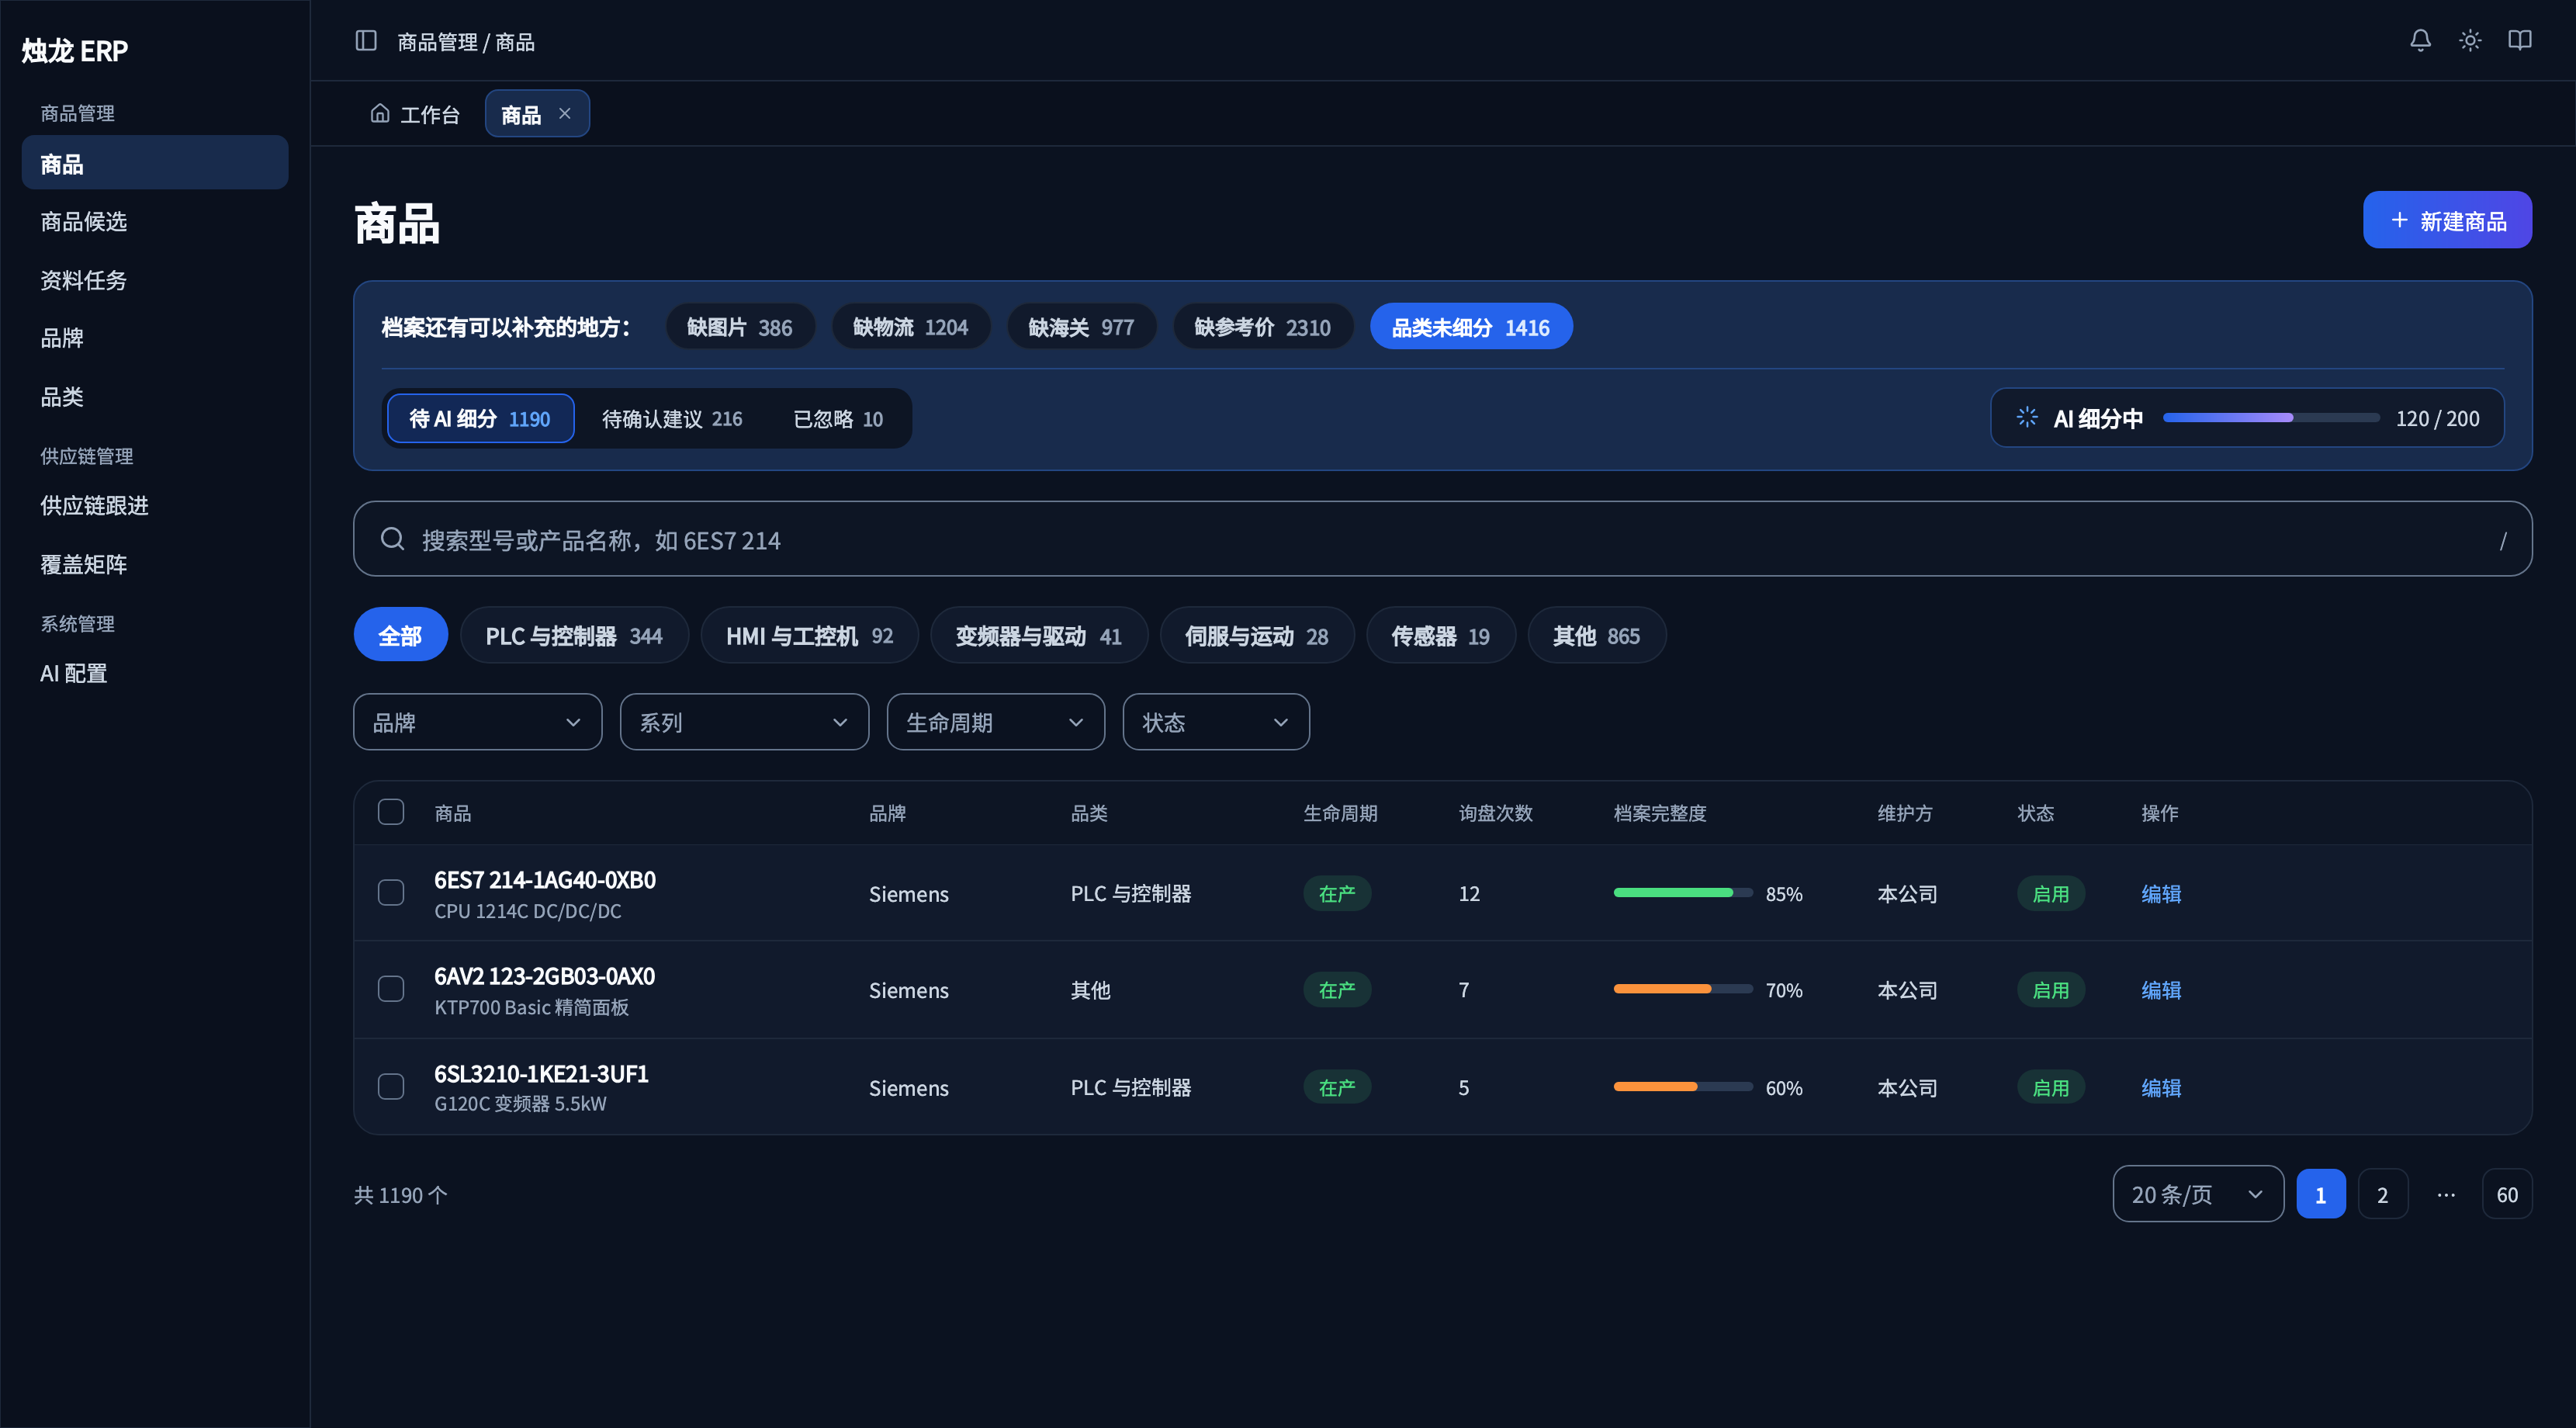 烛龙 ERP
商品管理
商品
商品候选
资料任务
品牌
品类
供应链管理
供应链跟进
覆盖矩阵
系统管理
AI 配置
商品管理 / 商品
工作台
商品
商品
新建商品
档案还有可以补充的地方： 缺图片 386 缺物流 1204 缺海关 977 缺参考价 2310 品类未细分 1416
待 AI 细分 1190 待确认建议 216 已忽略 10 AI 细分中 120 / 200
搜索型号或产品名称，如 6ES7 214 /
全部 PLC 与控制器 344 HMI 与工控机 92 变频器与驱动 41 伺服与运动 28 传感器 19 其他 865
品牌 系列 生命周期 状态
商品 品牌 品类 生命周期 询盘次数 档案完整度 维护方 状态 操作
6ES7 214-1AG40-0XB0
CPU 1214C DC/DC/DC
Siemens PLC 与控制器 在产 12 85% 本公司 启用 编辑
6AV2 123-2GB03-0AX0
KTP700 Basic 精简面板
Siemens 其他 在产 7 70% 本公司 启用 编辑
6SL3210-1KE21-3UF1
G120C 变频器 5.5kW
Siemens PLC 与控制器 在产 5 60% 本公司 启用 编辑
共 1190 个 20 条/页 1 2 ··· 60